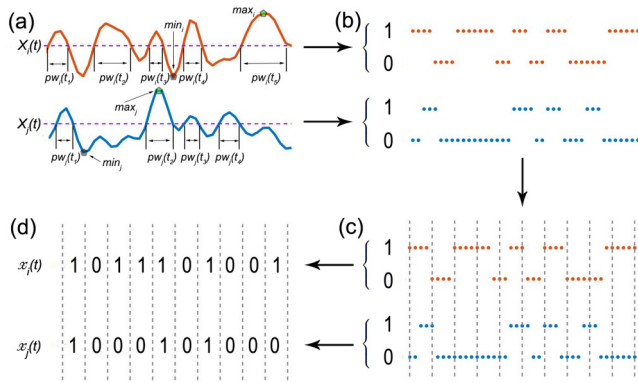 (a)
max_i
min_i
X_i(t)
pw_i(t_1) pw_i(t_2) pw_i(t_3) pw_i(t_4) pw_i(t_5)
max_j
X_j(t)
min_j
pw_j(t_1) pw_j(t_2) pw_j(t_3) pw_j(t_4)
(b)
1
0
1
0
(d)
x_i(t) 1 0 1 1 1 0 1 0 0 1
x_j(t) 1 0 0 0 1 0 1 0 0 0
(c)
1
0
1
0